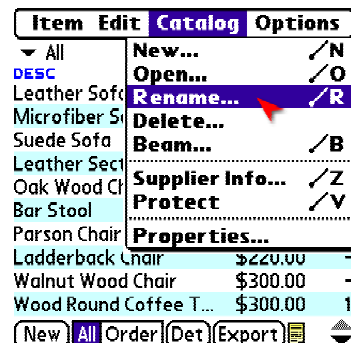 Item Edit Catalog Options
All
DESC
New... /N
Open... /O
Leather Sofa
Rename... /R
Microfiber S
Delete...
Suede Sofa
Beam... /B
Leather Sect
Oak Wood Ch
Supplier Info... /Z
Bar Stool
Protect /V
Parson Chair
Properties...
Ladderback Chair $220.00
Walnut Wood Chair $300.00
Wood Round Coffee T... $300.00 1
New All Order Det Export